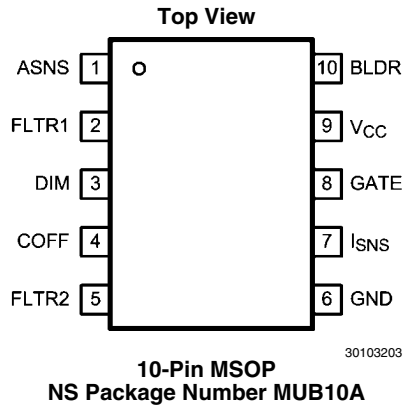 Top View
ASNS 1 10 BLDR
FLTR1 2 9 VCC
DIM 3 8 GATE
COFF 4 7 ISNS
FLTR2 5 6 GND
30103203
10-Pin MSOP
NS Package Number MUB10A